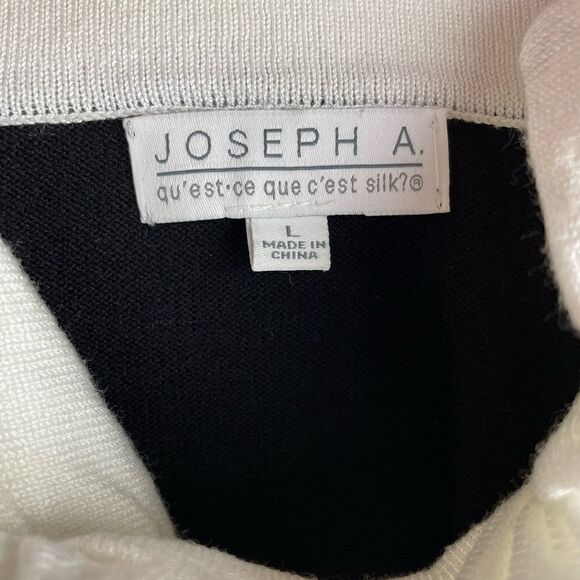 JOSEPH A.
qu'est·ce que c'est silk?®
L
MADE IN
CHINA